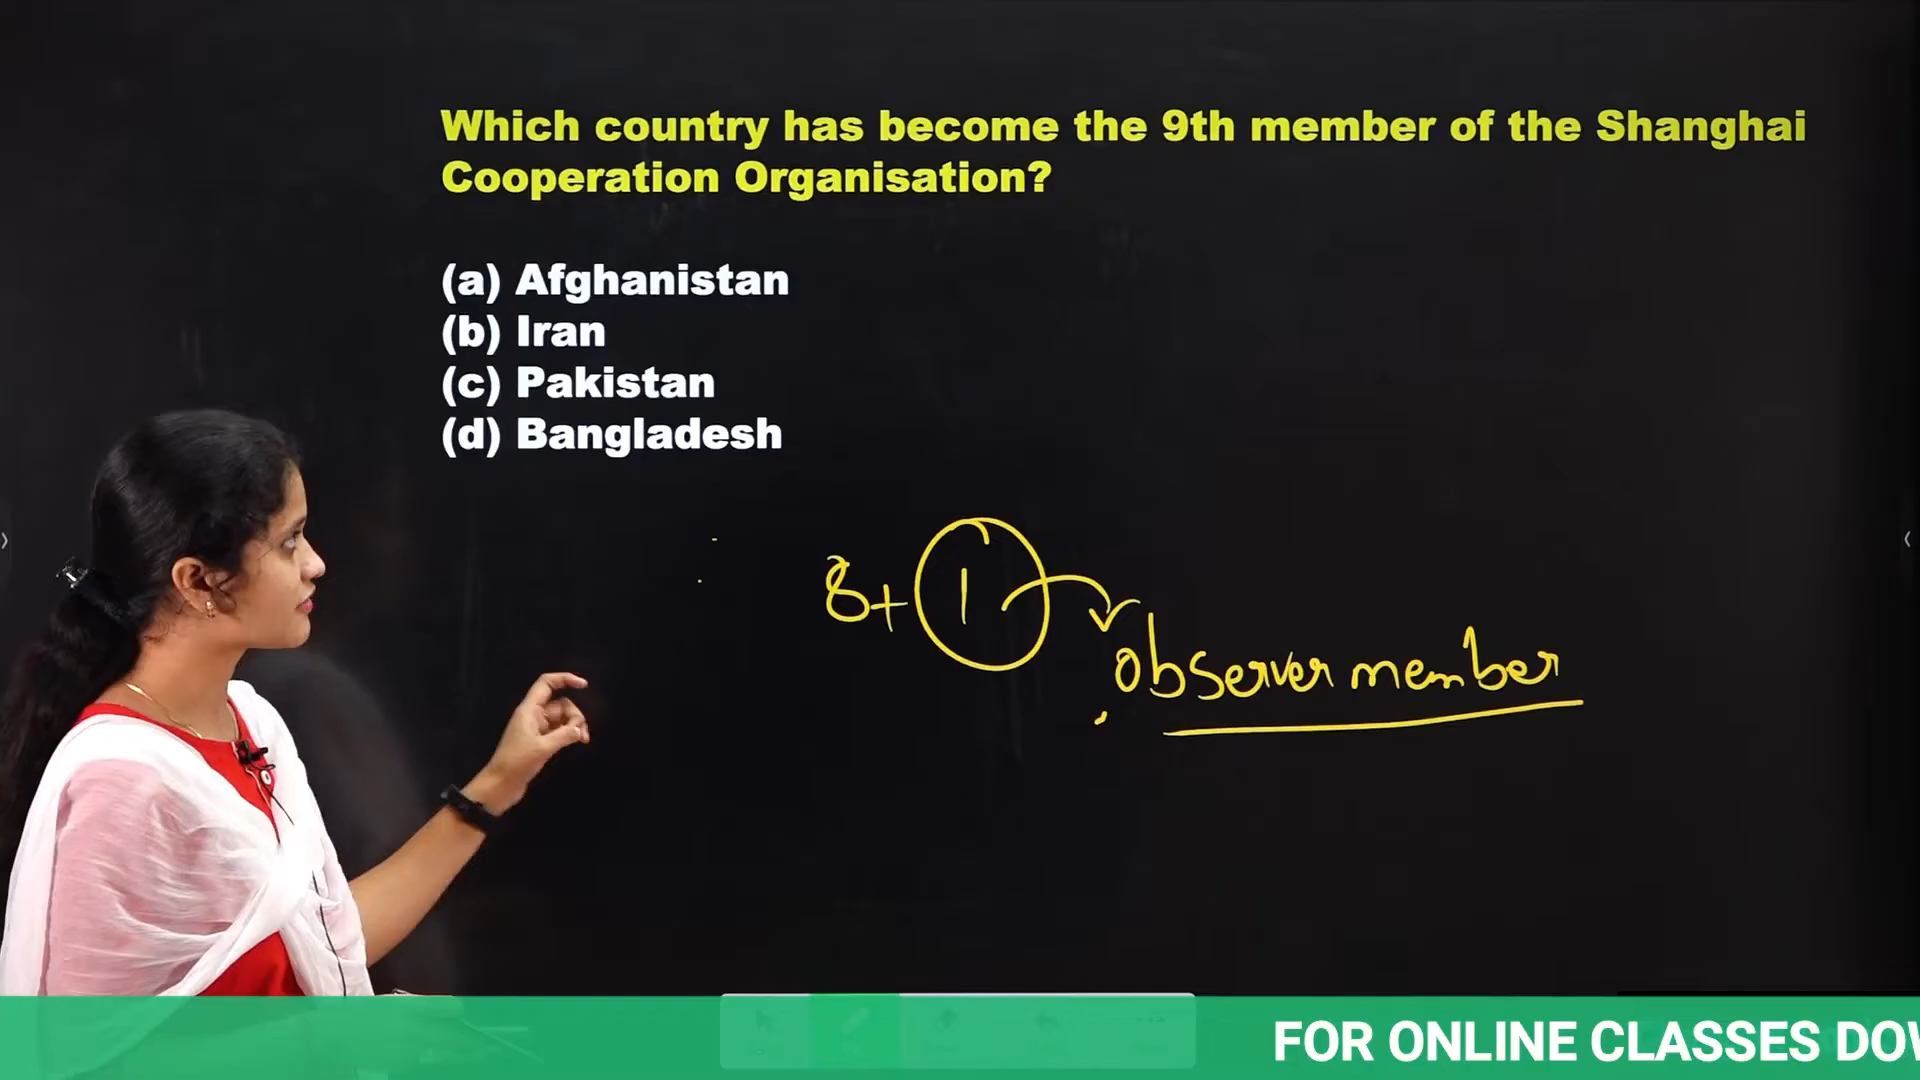 Which country has become the 9th member of the Shanghai
Cooperation Organisation?
(a) Afghanistan
(b) Iran
(c) Pakistan
(d) Bangladesh
8+1
observer member
FOR ONLINE CLASSES DOW